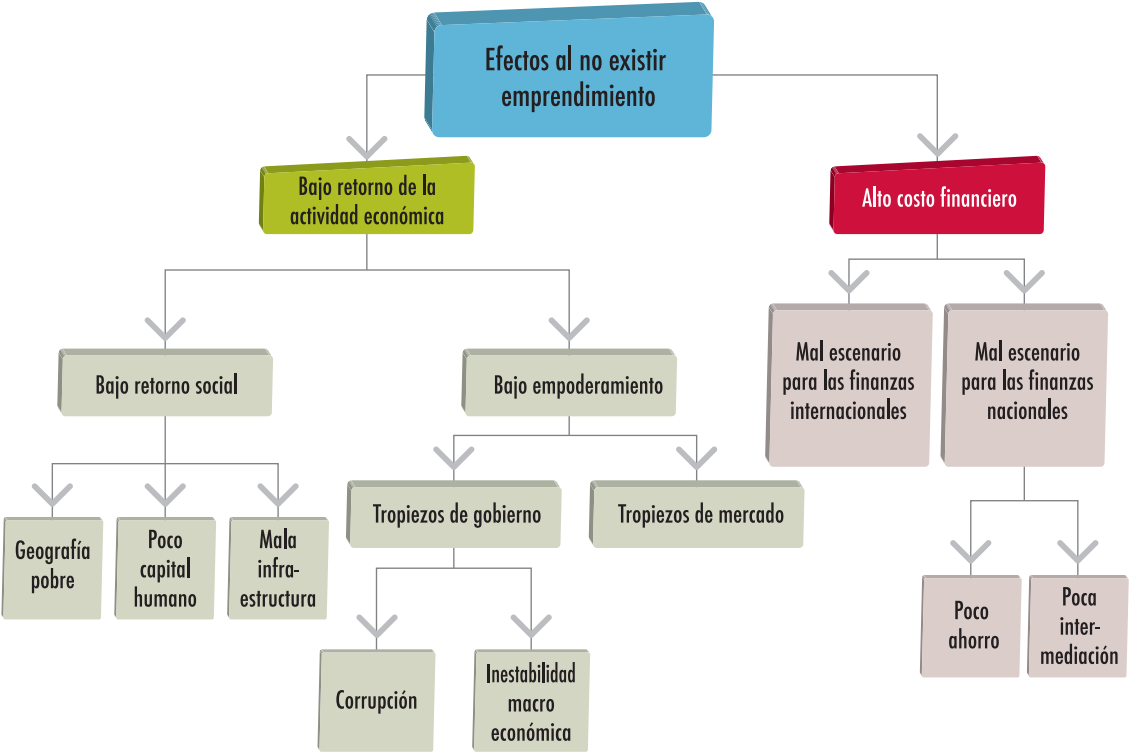 Efectos al no existir
emprendimiento
Bajo retorno de la
actividad económica
Alto costo financiero
Bajo retorno social
Bajo empoderamiento
Mal escenario
para las finanzas
internacionales
Mal escenario
para las finanzas
nacionales
Geografía
pobre
Poco
capital
humano
Mala
infra-
estructura
Tropiezos de gobierno
Tropiezos de mercado
Corrupción
Inestabilidad
macro
económica
Poco
ahorro
Poca
inter-
mediación